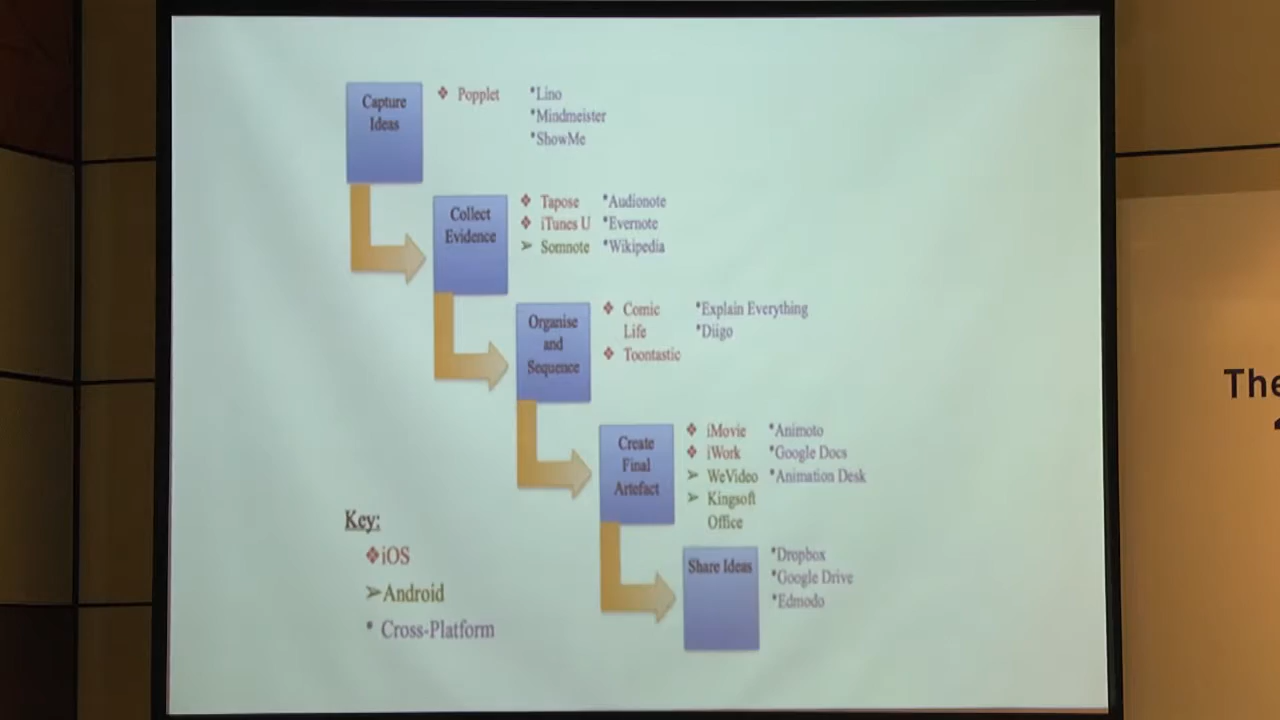 Capture
Ideas
❖ Popplet
*Lino
*Mindmeister
*ShowMe
Collect
Evidence
❖ Tapose
❖ iTunes U
➢ Somnote
*Audionote
*Evernote
*Wikipedia
Organise
and
Sequence
❖ Comic
Life
❖ Toontastic
*Explain Everything
*Diigo
Create
Final
Artefact
❖ iMovie
❖ iWork
➢ WeVideo
➢ Kingsoft
Office
*Animoto
*Google Docs
*Animation Desk
Share Ideas
*Dropbox
*Google Drive
*Edmodo
Key:
❖iOS
➢Android
* Cross-Platform
The